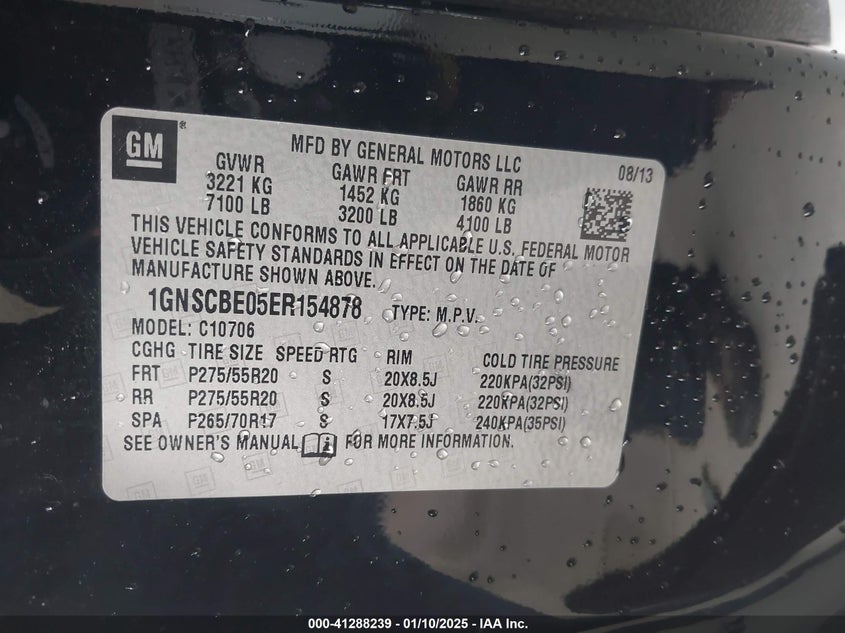 GM
MFD BY GENERAL MOTORS LLC
08/13
GVWR GAWR FRT GAWR RR
3221 KG 1452 KG 1860 KG
7100 LB 3200 LB 4100 LB
THIS VEHICLE CONFORMS TO ALL APPLICABLE U.S. FEDERAL MOTOR
VEHICLE SAFETY STANDARDS IN EFFECT ON THE DATE OF
MANUFACTURE SHOWN ABOVE.
1GNSCBE05ER154878 TYPE: M.P.V.
MODEL: C10706
CGHG TIRE SIZE SPEED RTG RIM COLD TIRE PRESSURE
FRT P275/55R20 S 20X8.5J 220KPA(32PSI)
RR P275/55R20 S 20X8.5J 220KPA(32PSI)
SPA P265/70R17 S 17X7.5J 240KPA(35PSI)
SEE OWNER'S MANUAL FOR MORE INFORMATION.
000-41288239 - 01/10/2025 - IAA Inc.